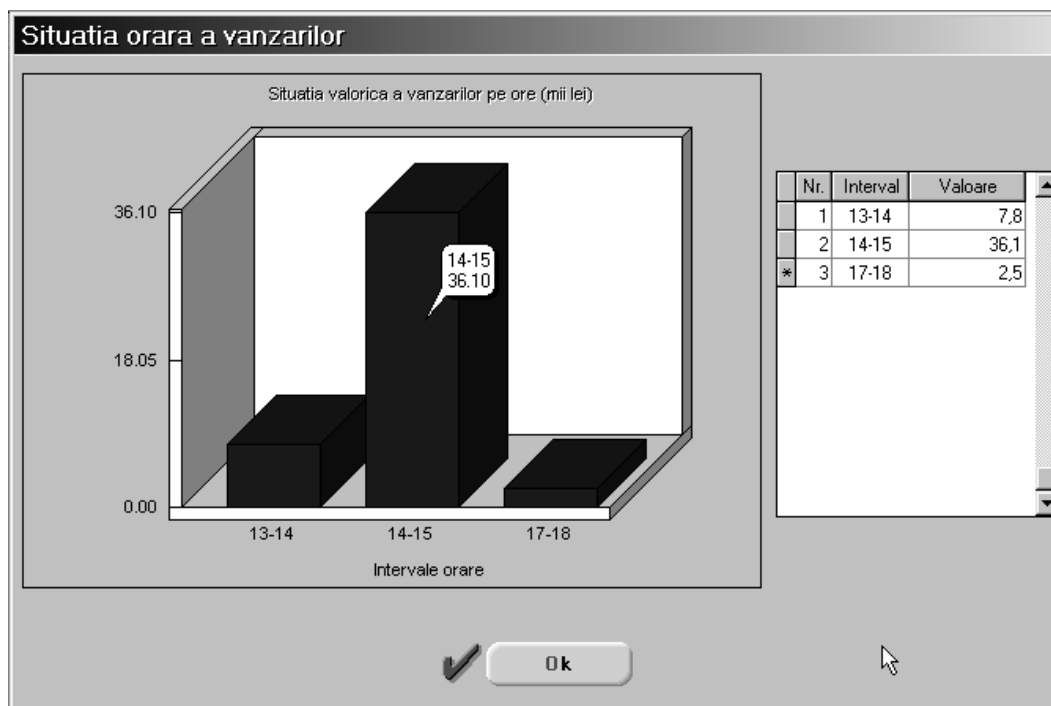 Situatia orara a vanzarilor
Situatia valorica a vanzarilor pe ore (mii lei)
36.10
18.05
0.00
14-15
36.10
13-14 14-15 17-18
Intervale orare
Nr. Interval Valoare
1 13-14 7,8
2 14-15 36,1
* 3 17-18 2,5
Ok